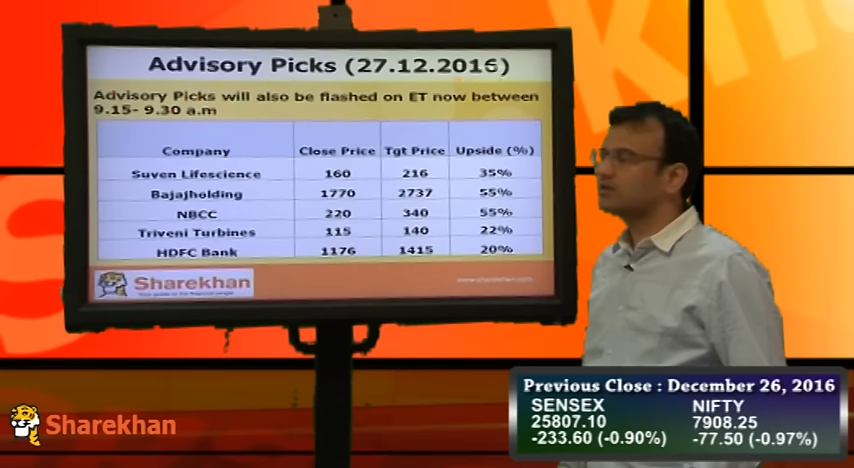 Advisory Picks (27.12.2016)
Advisory Picks will also be flashed on ET now between
9.15- 9.30 a.m
Company Close Price Tgt Price Upside (%)
Suven Lifescience 160 216 35%
Bajajholding 1770 2737 55%
NBCC 220 340 55%
Triveni Turbines 115 140 22%
HDFC Bank 1176 1415 20%
Sharekhan
www.sharekhan.com
Previous Close : December 26, 2016
SENSEX NIFTY
25807.10 7908.25
-233.60 (-0.90%) -77.50 (-0.97%)
Sharekhan